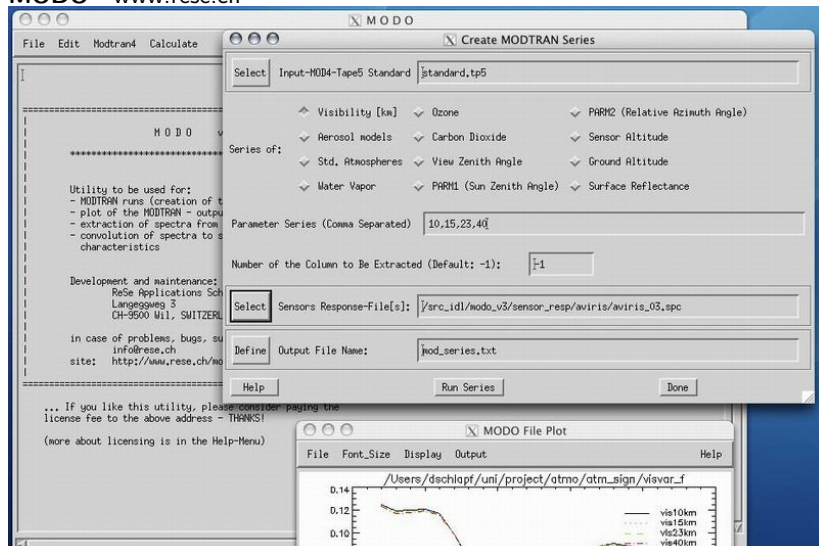 MODO - www.rese.ch
MODO
File Edit Modtran4 Calculate
MODO v
Utility to be used for:
- MODTRAN runs (creation of t
- plot of the MODTRAN - outpu
- extraction of spectra from
- convolution of spectra to s
characteristics
Development and maintenance:
ReSe Applications Sch
Langeggweg 3
CH-9500 Wil, SWITZERL
in case of problems, bugs, su
info@rese.ch
site: http://www.rese.ch/mo
... If you like this utility, please consider paying the
license fee to the above address - THANKS!
(more about licensing is in the Help-Menu)
Create MODTRAN Series
Select Input-MOD4-Tape5 Standard standard.tp5
Series of:
Visibility [km] Ozone PARM2 (Relative Azimuth Angle)
Aerosol models Carbon Dioxide Sensor Altitude
Std. Atmospheres View Zenith Angle Ground Altitude
Water Vapor PARM1 (Sun Zenith Angle) Surface Reflectance
Parameter Series (Comma Separated) 10,15,23,40
Number of the Column to Be Extracted (Default: -1): -1
Select Sensors Response-File[s]: /src_idl/modo_v3/sensor_resp/aviris/aviris_03.spc
Define Output File Name: mod_series.txt
Help Run Series Done
MODO File Plot
File Font_Size Display Output Help
/Users/dschlapf/uni/project/atmo/atm_sign/visvar_f
0.14
0.12
0.10
vis10km
vis15km
vis23km
vis40km